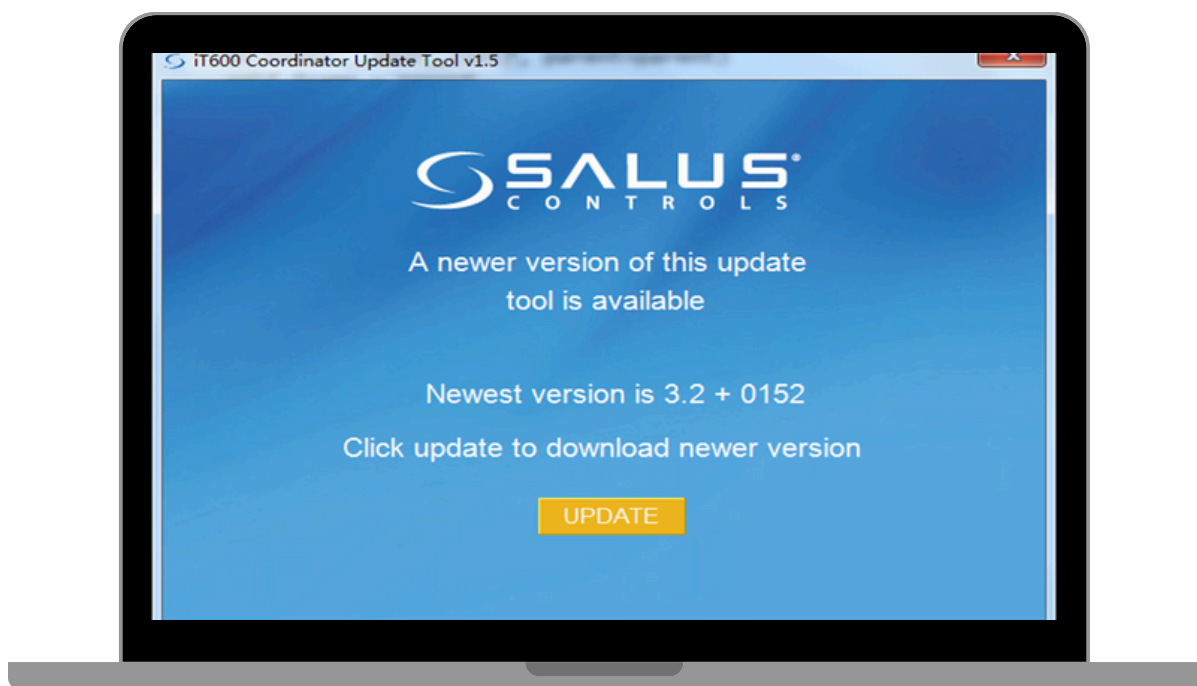 iT600 Coordinator Update Tool v1.5
SALUS®
CONTROLS
A newer version of this update
tool is available
Newest version is 3.2 + 0152
Click update to download newer version
UPDATE